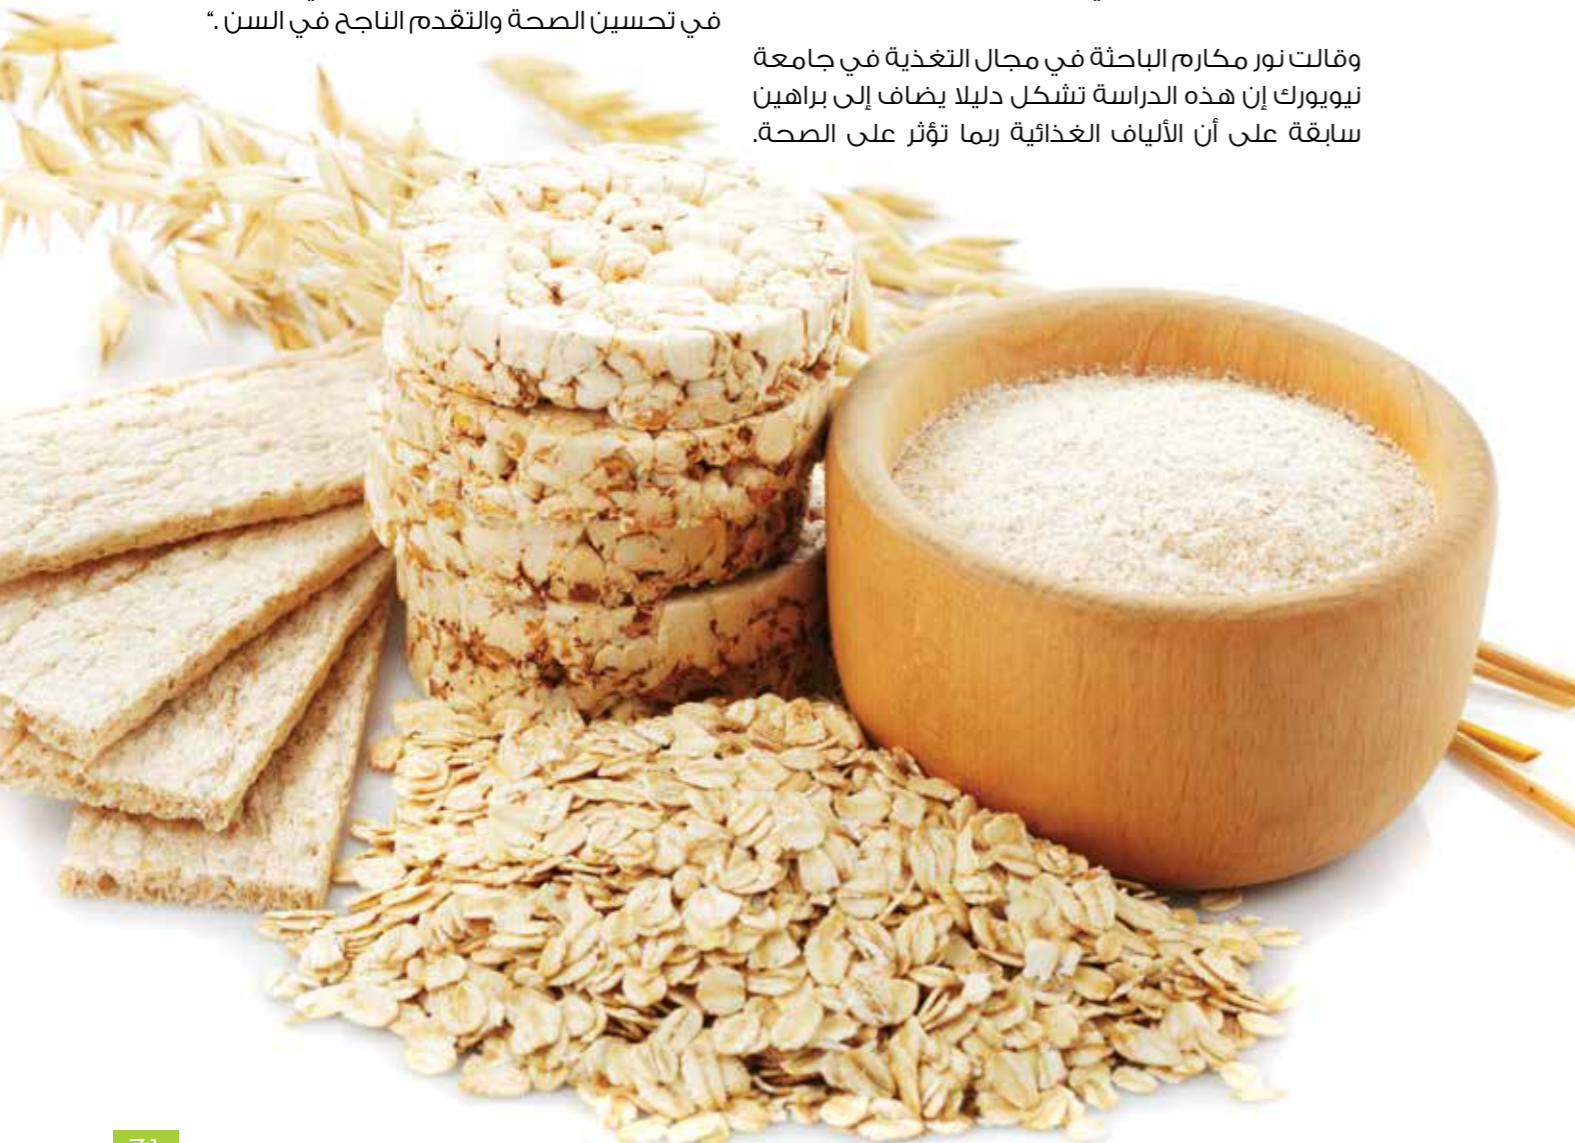 وقالت نور مكارم الباحثة في مجال التغذية في جامعة
نيويورك إن هذه الدراسة تشكل دليلا يضاف إلى براهين
سابقة على أن الألياف الغذائية ربما تؤثر على الصحة.
في تحسين الصحة والتقدم الناجح في السن .“
71